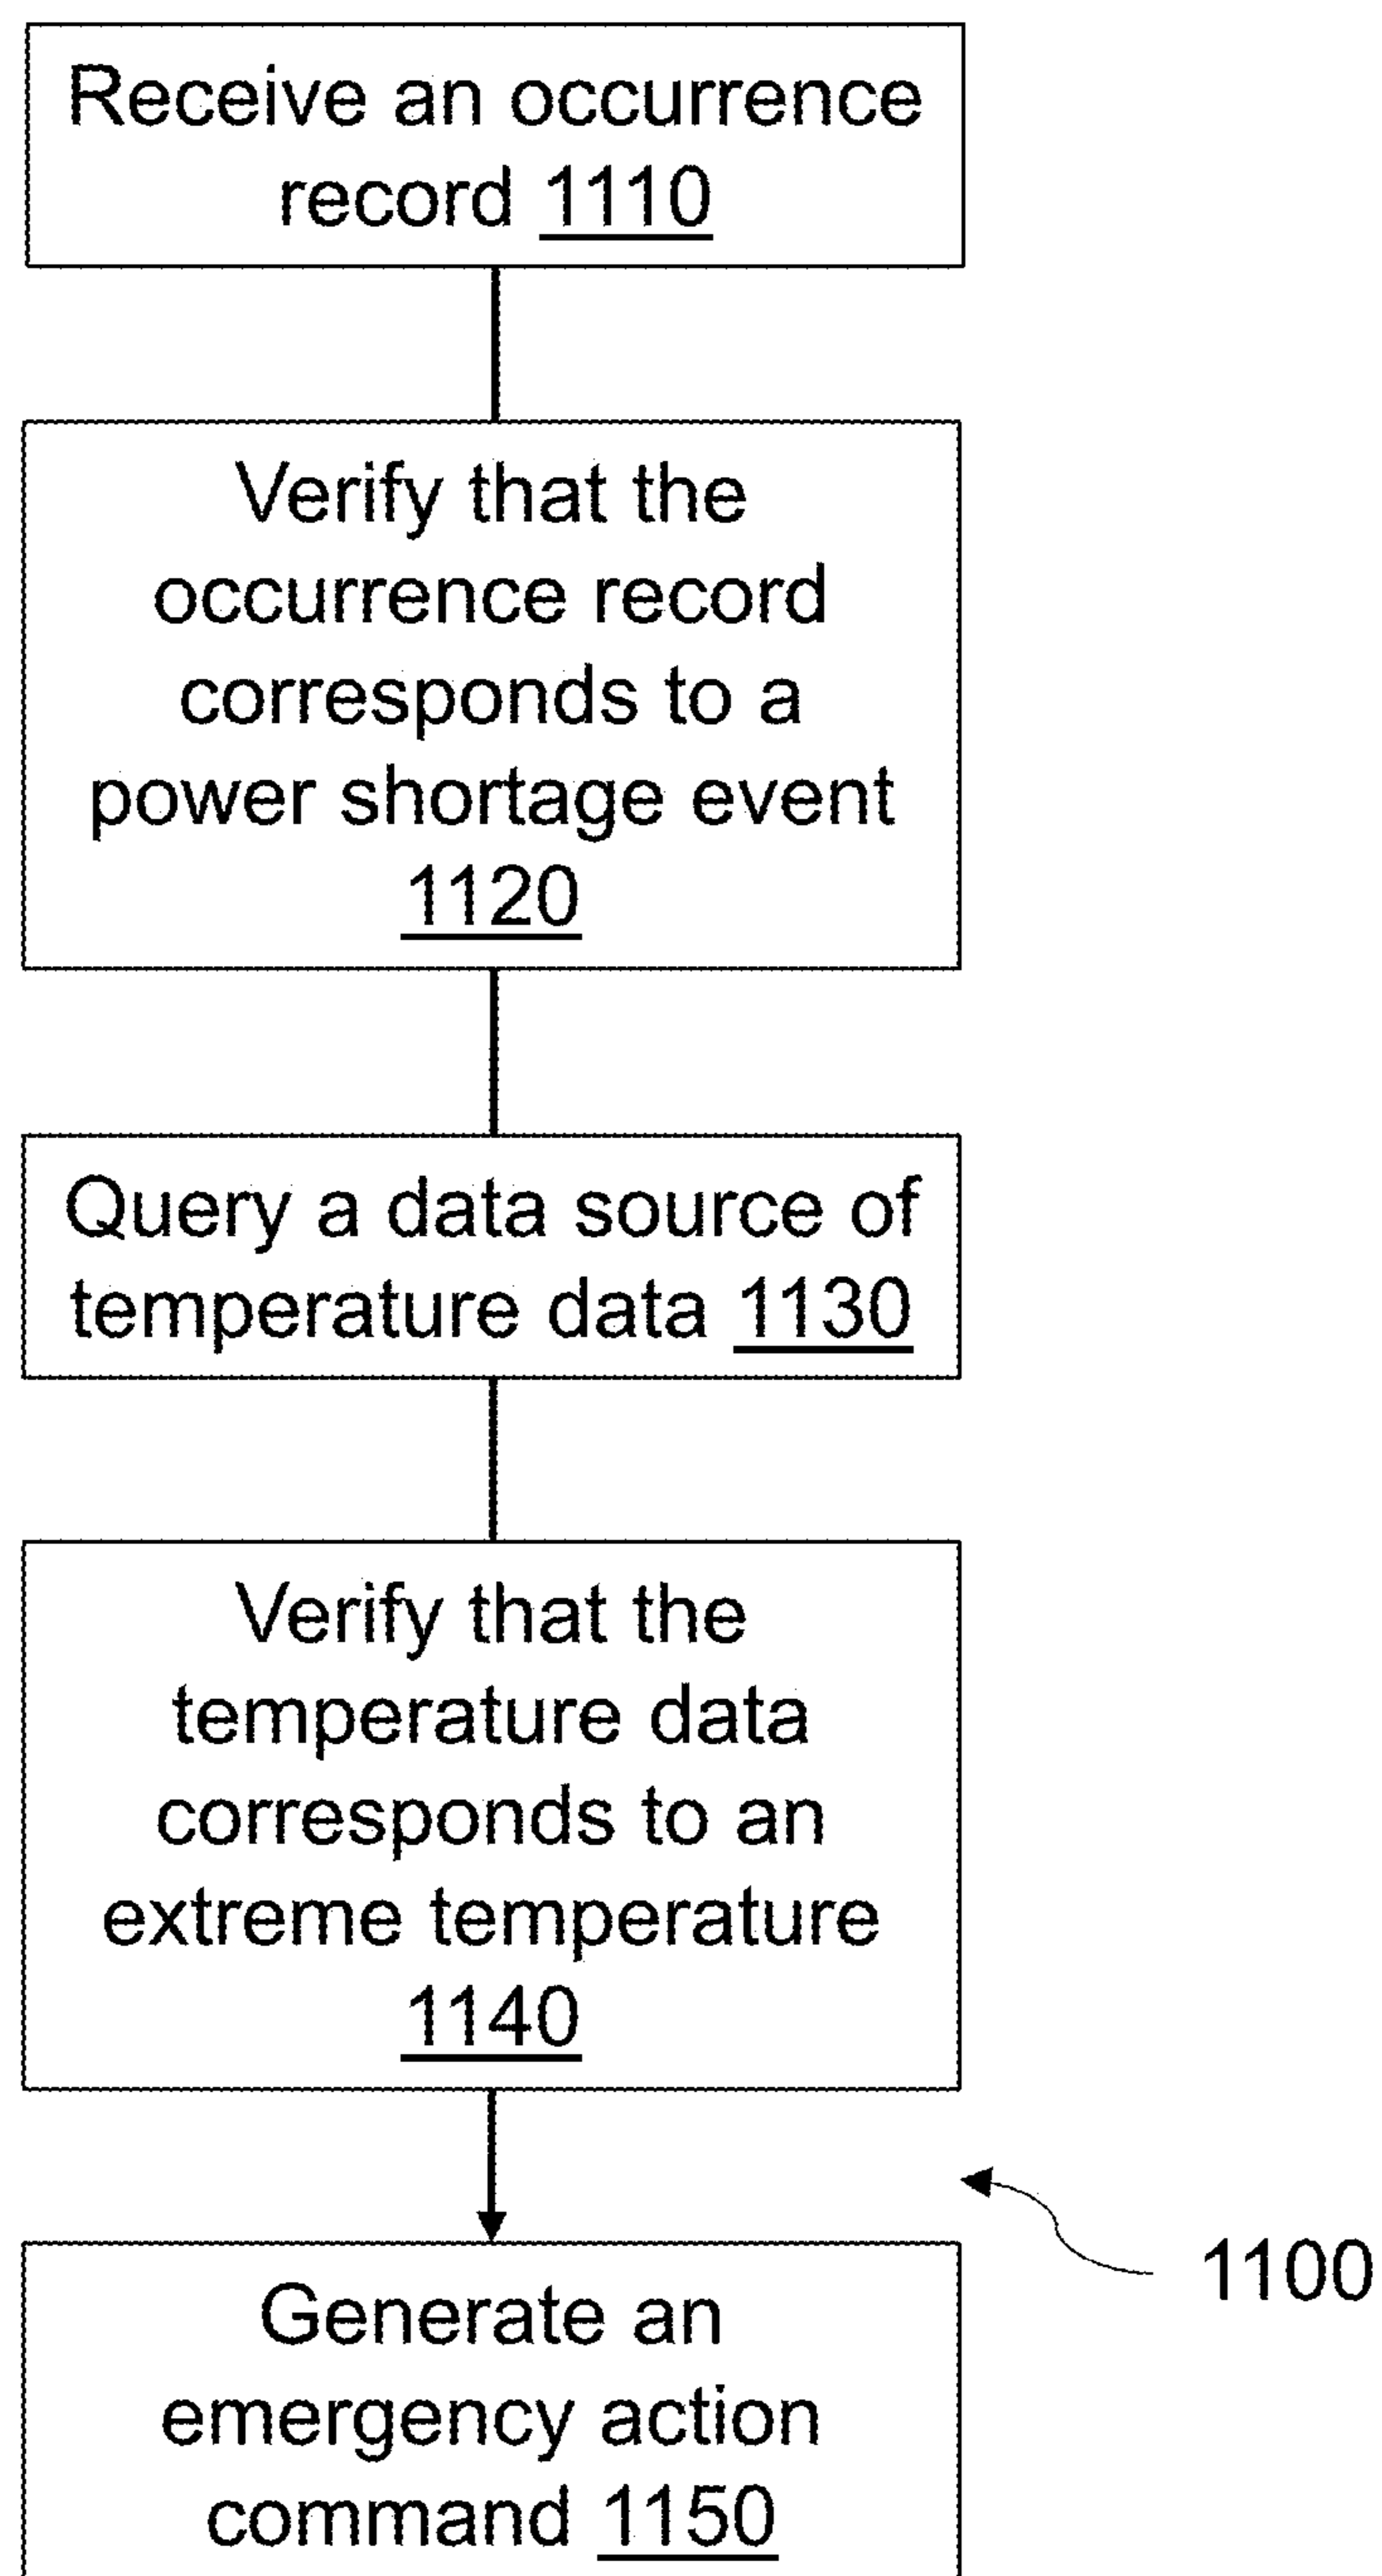 Receive an occurrence
record 1110
Verify that the
occurrence record
corresponds to a
power shortage event
1120
Query a data source of
temperature data 1130
Verify that the
temperature data
corresponds to an
extreme temperature
1140
1100
Generate an
emergency action
command 1150